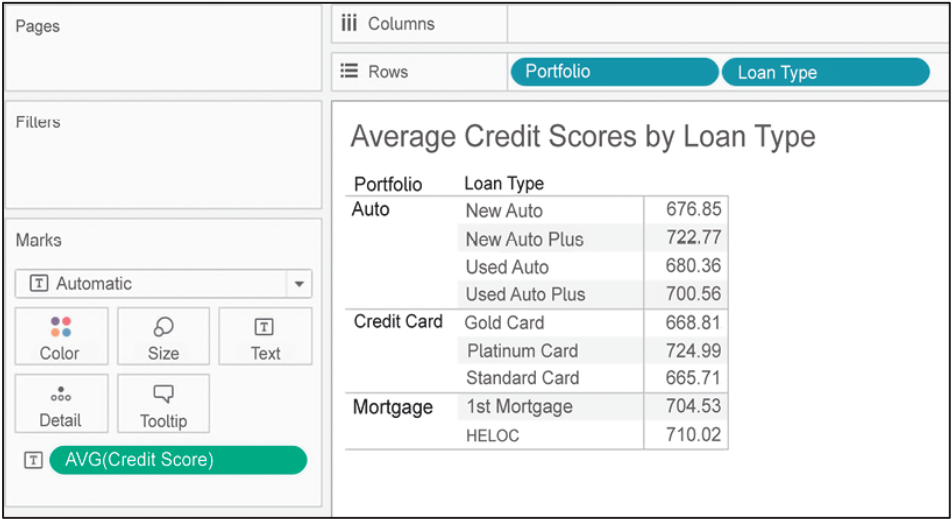 Pages
Columns
Rows Portfolio Loan Type
Filters
Average Credit Scores by Loan Type
Portfolio Loan Type
Auto New Auto 676.85
New Auto Plus 722.77
Used Auto 680.36
Used Auto Plus 700.56
Credit Card Gold Card 668.81
Platinum Card 724.99
Standard Card 665.71
Mortgage 1st Mortgage 704.53
HELOC 710.02
Marks
T Automatic
T
Color Size Text
Detail Tooltip
T AVG(Credit Score)